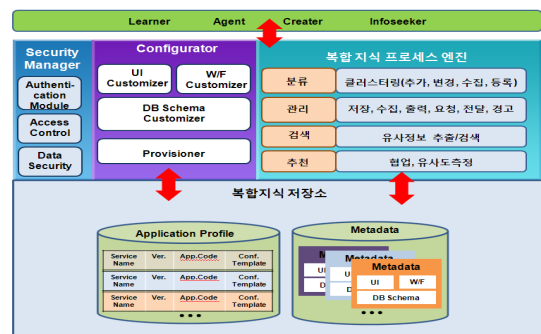 Learner Agent Creater Infoseeker
Security
Manager
Authenti-
cation
Module
Access
Control
Data
Security
Configurator
UI
Customizer
W/F
Customizer
DB Schema
Customizer
Provisioner
복합 지식 프로세스 엔진
분류 클러스터링(추가, 변경, 수집, 등록)
관리 저장, 수집, 출력, 요청, 전달, 경고
검색 유사정보 추출/검색
추천 협업, 유사도측정
복합지식 저장소
Application Profile
Service
Name
Ver.
App.Code
Conf.
Template
Service
Name
Ver.
App.Code
Conf.
Template
Service
Name
Ver.
App.Code
Conf.
Template
• • •
Metadata
Metadata
Metadata
UI
UI
UI W/F
DB Schema
• • •